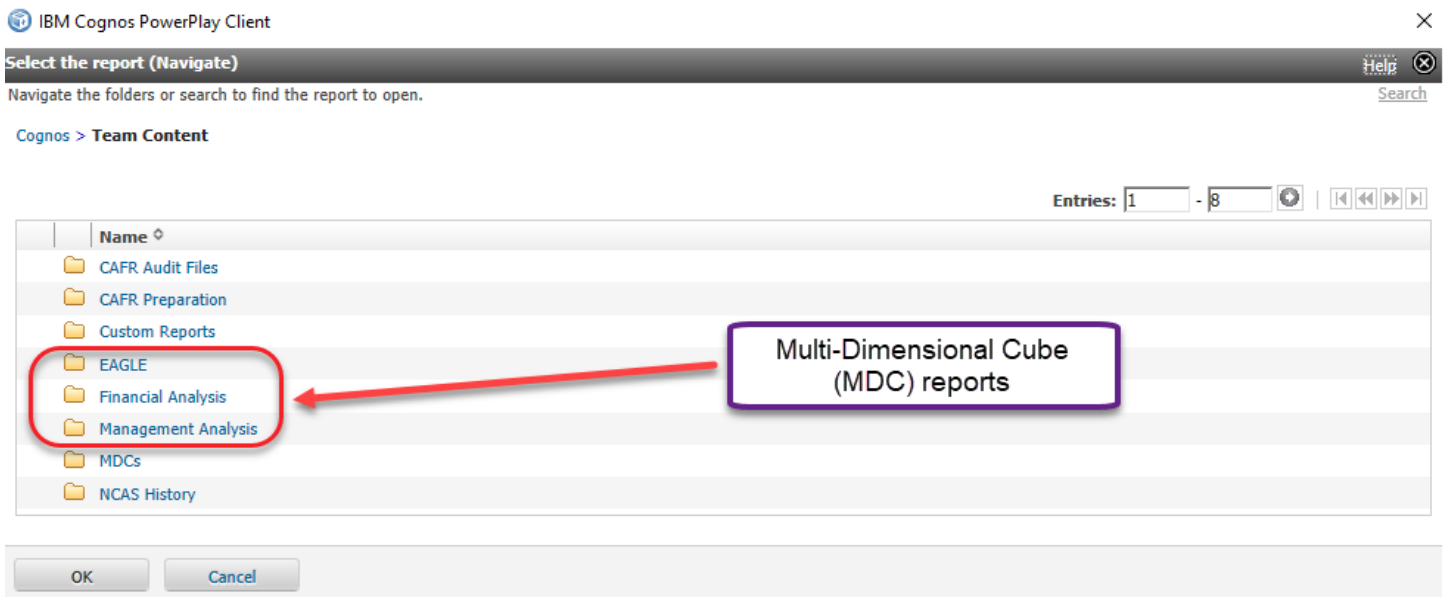 IBM Cognos PowerPlay Client
Select the report (Navigate)
Help
Navigate the folders or search to find the report to open.
Search
Cognos > Team Content
Entries: 1 - 8
Name
CAFR Audit Files
CAFR Preparation
Custom Reports
EAGLE
Financial Analysis
Management Analysis
MDCs
NCAS History
Multi-Dimensional Cube
(MDC) reports
OK
Cancel